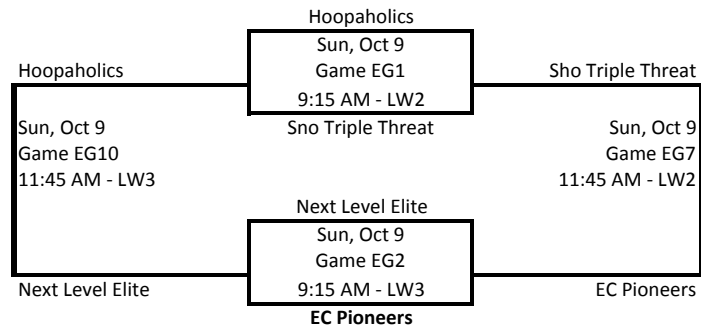 Hoopaholics
Sun, Oct 9
Hoopaholics Game EG1 Sho Triple Threat
9:15 AM - LW2
Sun, Oct 9 Sno Triple Threat Sun, Oct 9
Game EG10 Game EG7
11:45 AM - LW3 11:45 AM - LW2
Next Level Elite
Sun, Oct 9
Game EG2
Next Level Elite 9:15 AM - LW3 EC Pioneers
EC Pioneers